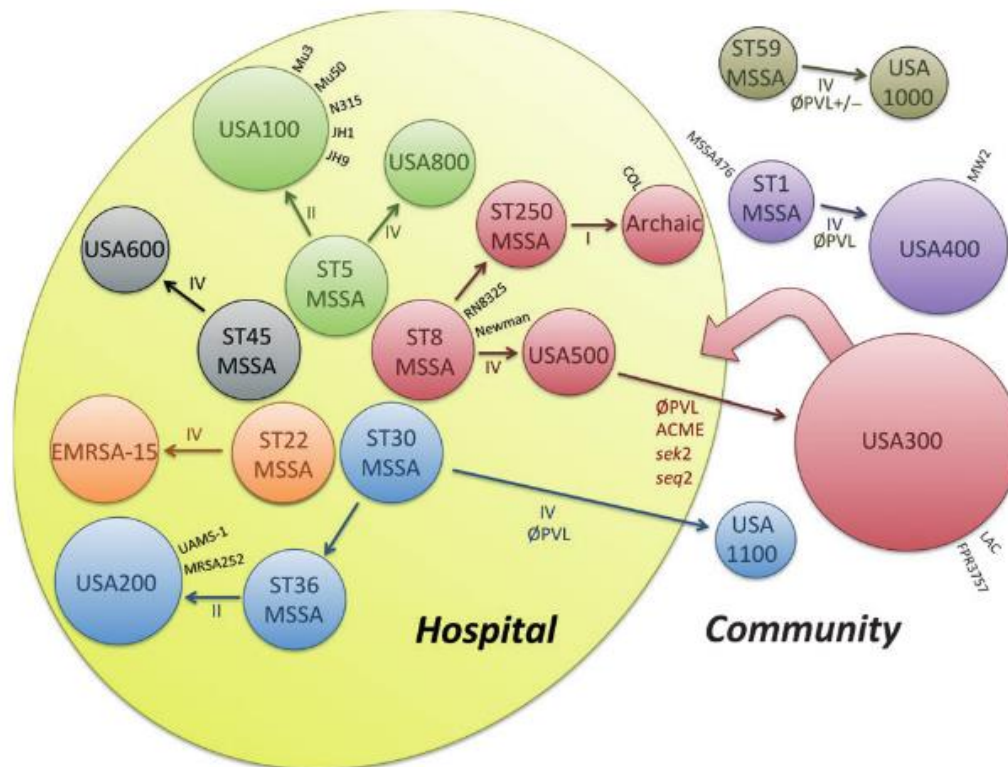 Mu3
Mu50
N315
JH1
JH9
USA100
II
USA800
IV
ST5
MSSA
USA600
IV
ST45
MSSA
ST250
MSSA
I
COL
Archaic
RN8325
Newman
ST8
MSSA
IV
USA500
EMRSA-15
IV
ST22
MSSA
ST30
MSSA
UAMS-1
MRSA252
USA200
II
ST36
MSSA
IV
ØPVL
USA
1100
ØPVL
ACME
sek2
seq2
USA300
LAC
FPR3757
ST59
MSSA
IV
ØPVL+/−
USA
1000
MSSA476
ST1
MSSA
IV
ØPVL
MW2
USA400
Hospital
Community